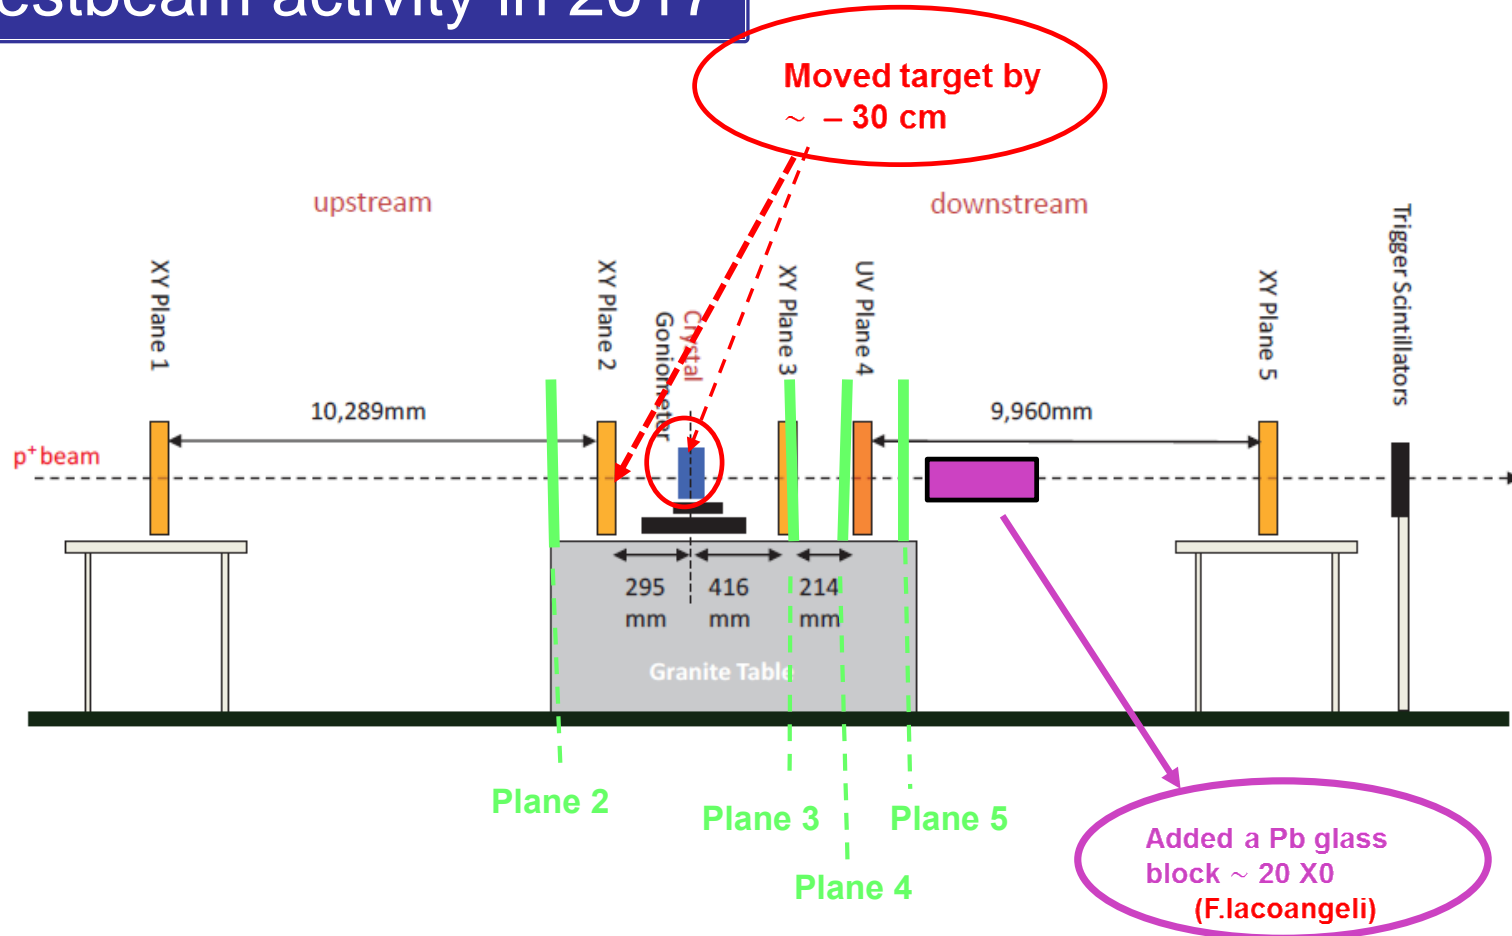 estbeam activity in 2017
Moved target by
~ – 30 cm
upstream
downstream
XY Plane 1
XY Plane 2
Goniometer
Crystal
XY Plane 3
UV Plane 4
XY Plane 5
Trigger Scintillators
10,289mm
9,960mm
p+ beam
295
mm
416
mm
214
mm
Granite Table
Plane 2
Plane 3
Plane 5
Plane 4
Added a Pb glass
block ~ 20 X0
(F.Iacoangeli)